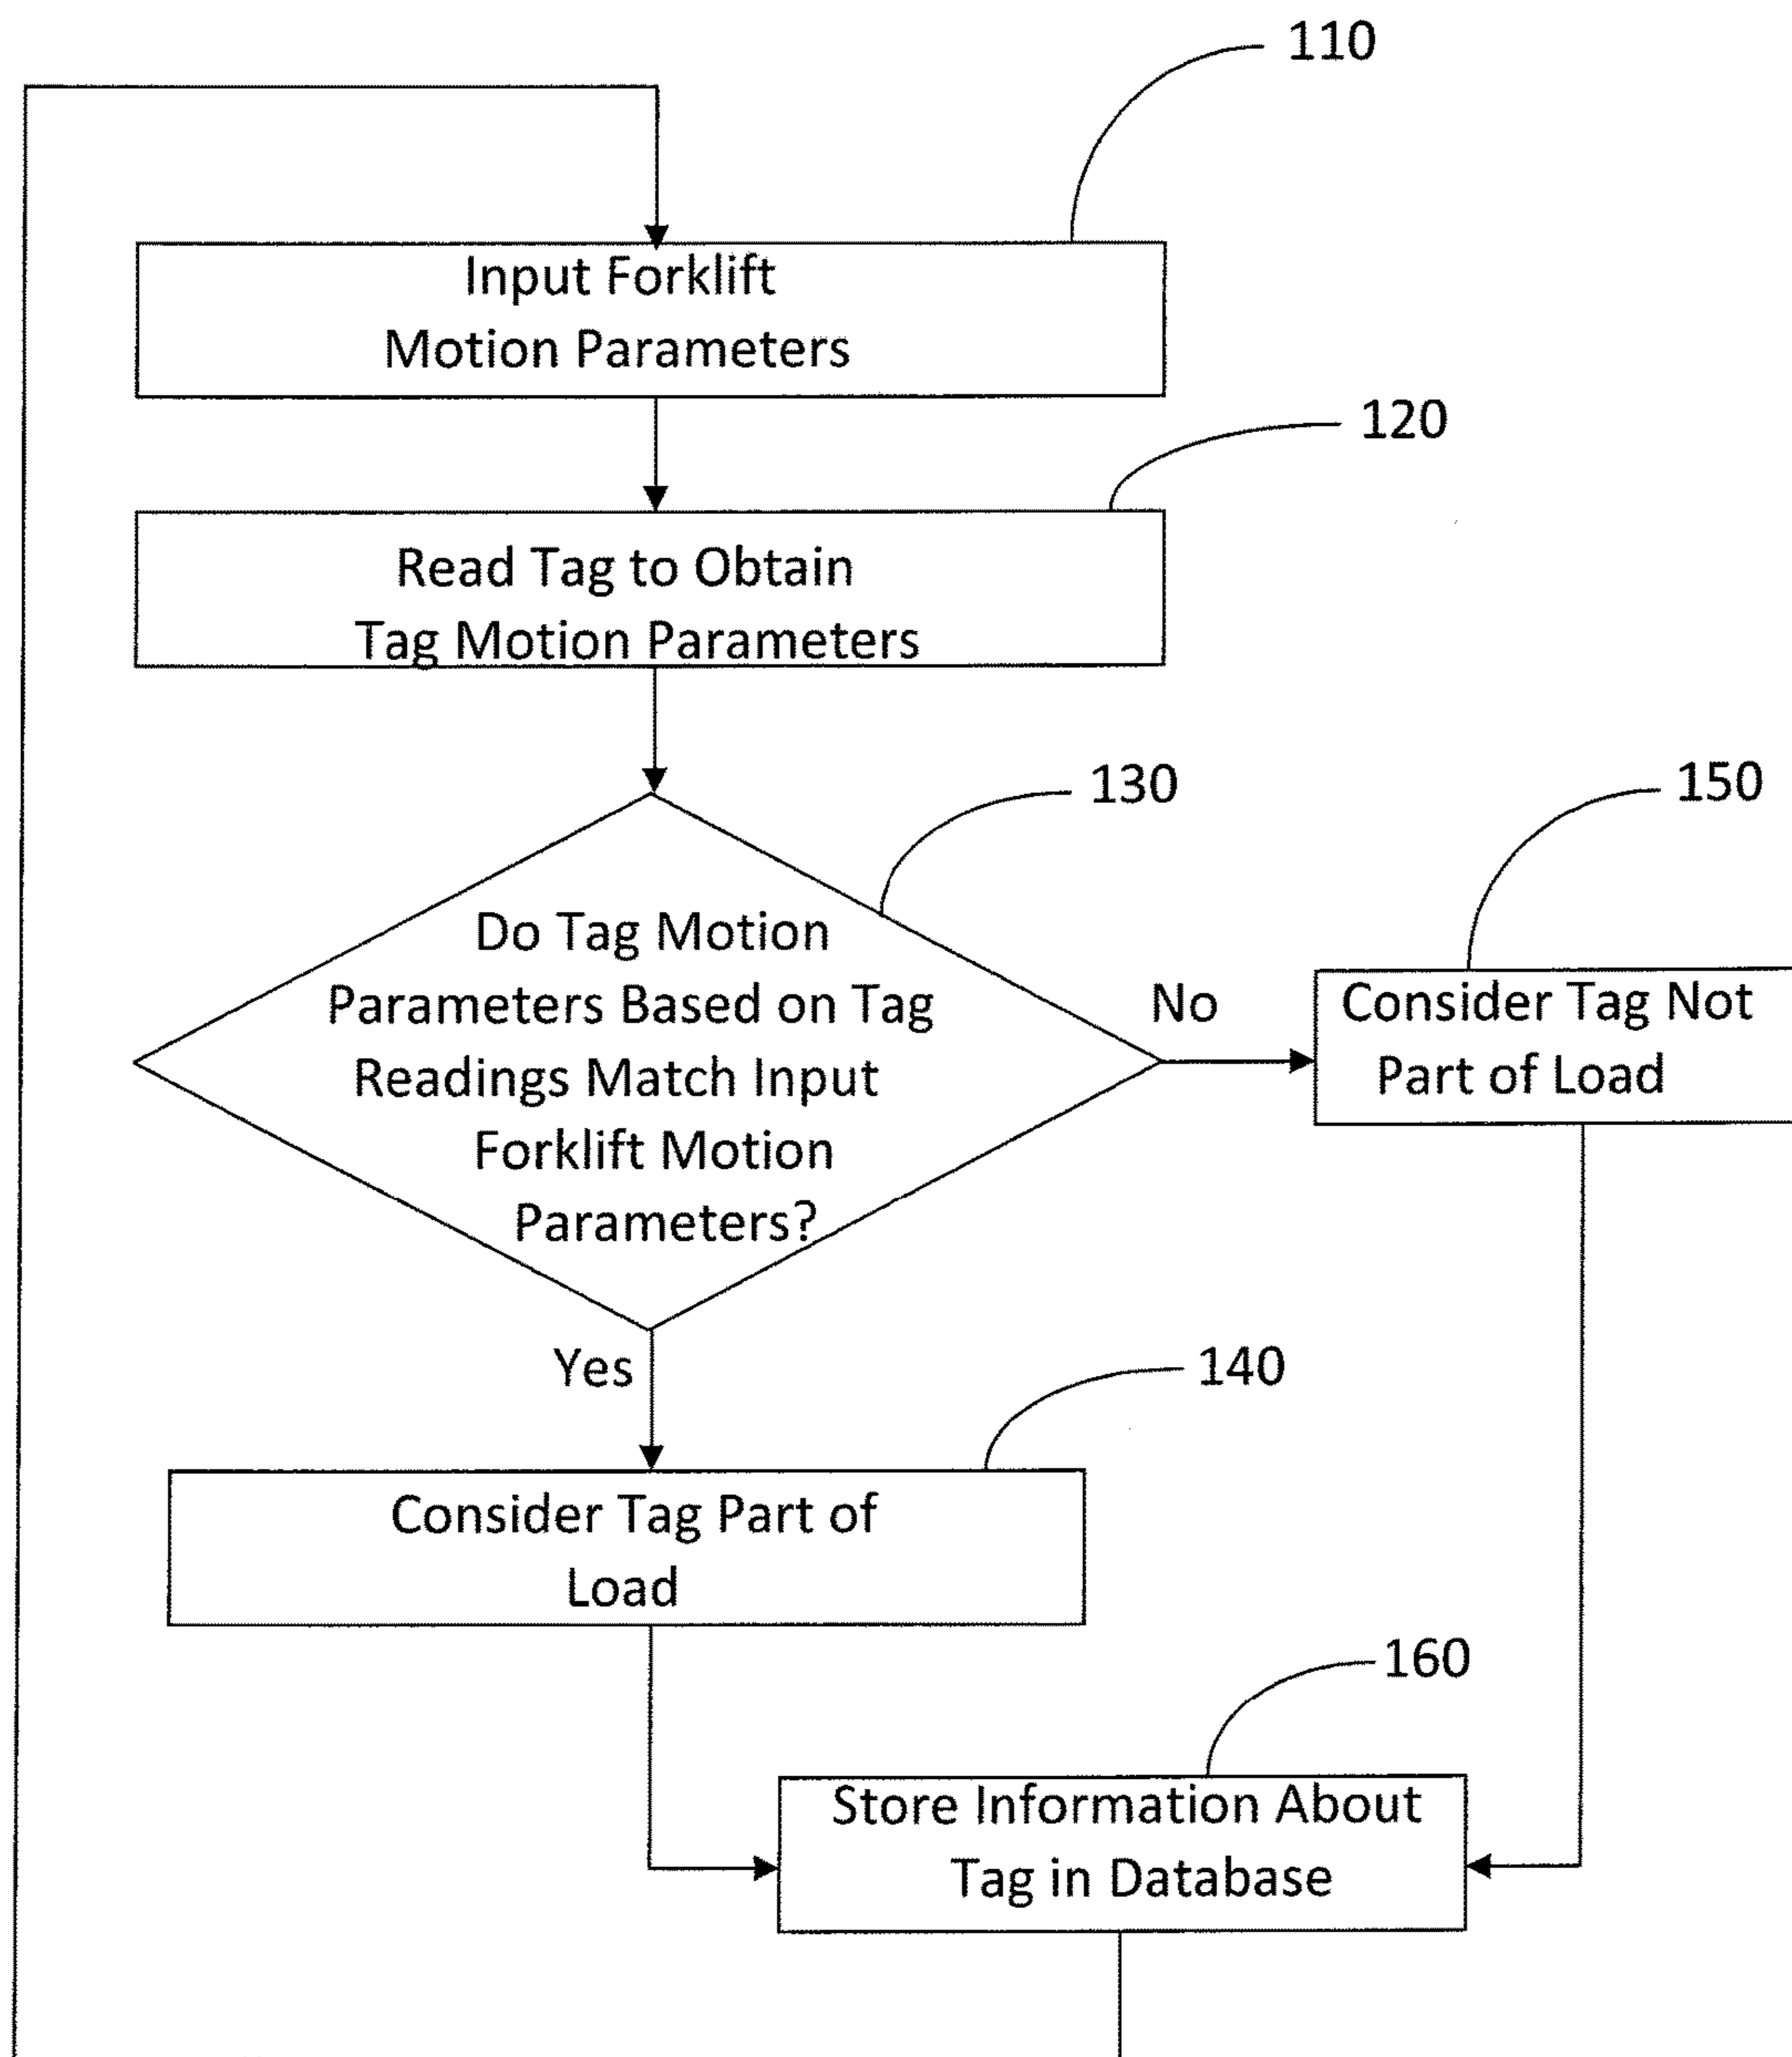 110
Input Forklift
Motion Parameters
120
Read Tag to Obtain
Tag Motion Parameters
130
150
Do Tag Motion
Parameters Based on Tag
Readings Match Input
Forklift Motion
Parameters?
No
Consider Tag Not
Part of Load
Yes
140
Consider Tag Part of
Load
160
Store Information About
Tag in Database